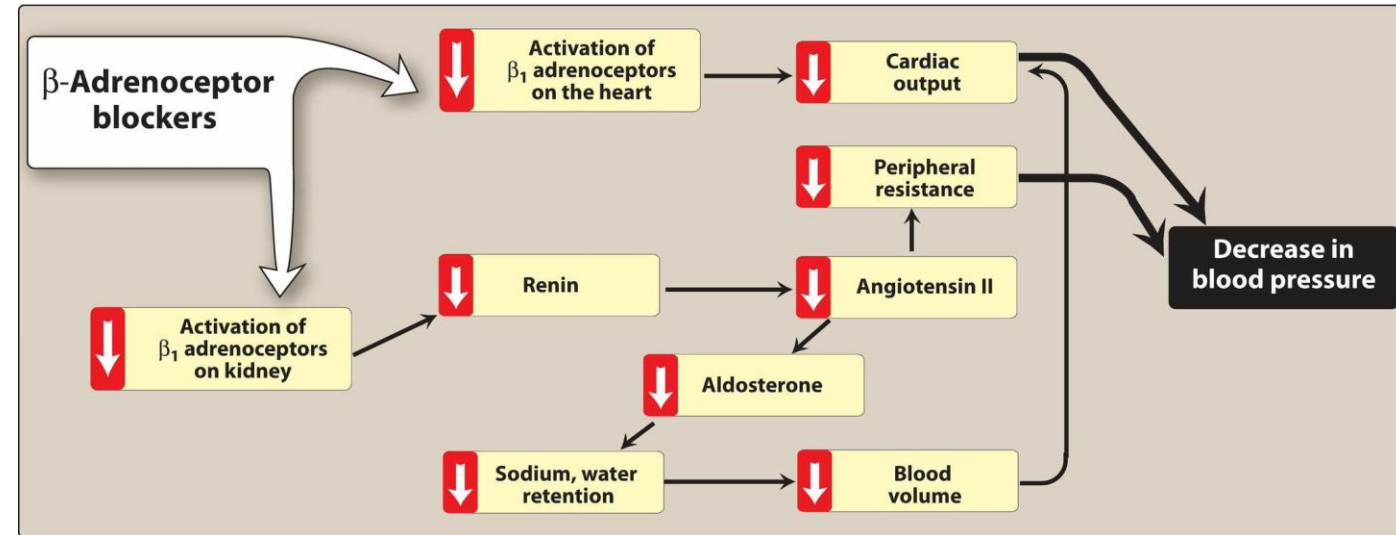 β-Adrenoceptor
blockers
Activation of
β₁ adrenoceptors
on the heart
Cardiac
output
Peripheral
resistance
Decrease in
blood pressure
Renin
Angiotensin II
Activation of
β₁ adrenoceptors
on kidney
Aldosterone
Sodium, water
retention
Blood
volume